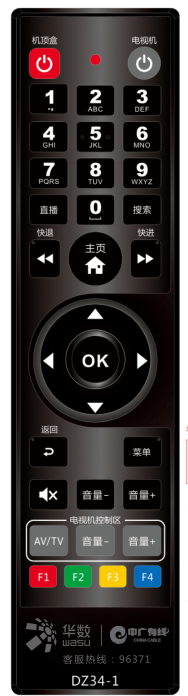 机顶盒 电视机
1 2 3
., ABC DEF
4 5 6
GHI JKL MNO
7 8 9
PQRS TUV WXYZ
直播 0 搜索
快退 主页 快进
OK
返回
菜单
音量- 音量+
电视机控制区
AV/TV 音量- 音量+
F1 F2 F3 F4
华数 中广有线
wasu CHINA CABLE
客服热线：96371
DZ34-1